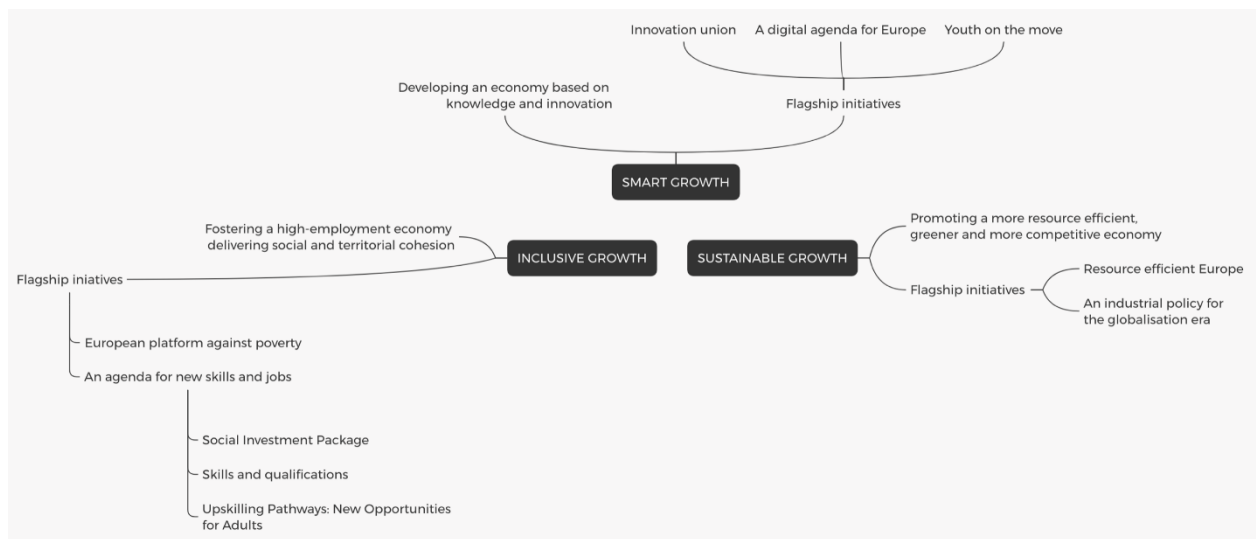 Innovation union
A digital agenda for Europe
Youth on the move
Developing an economy based on
knowledge and innovation
Flagship initiatives
SMART GROWTH
Fostering a high-employment economy
delivering social and territorial cohesion
INCLUSIVE GROWTH
Flagship iniatives
European platform against poverty
An agenda for new skills and jobs
Social Investment Package
Skills and qualifications
Upskilling Pathways: New Opportunities
for Adults
SUSTAINABLE GROWTH
Promoting a more resource efficient,
greener and more competitive economy
Flagship initiatives
Resource efficient Europe
An industrial policy for
the globalisation era